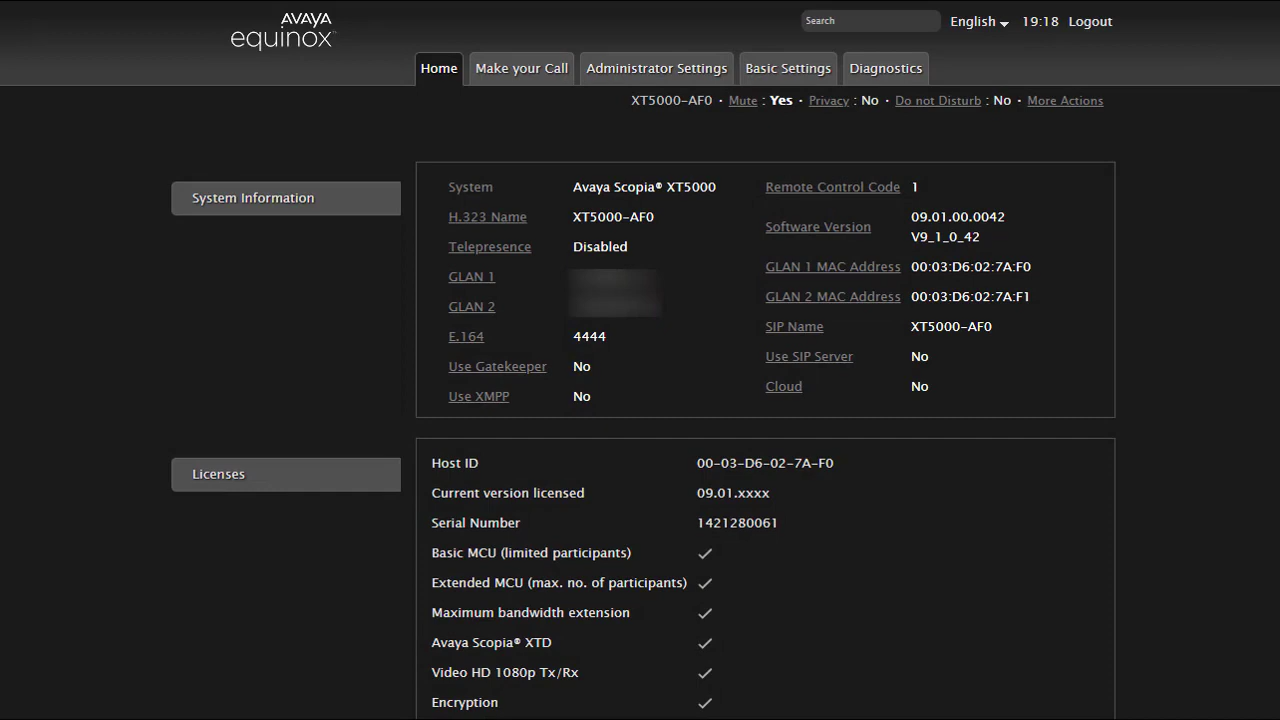 AVAYA
equinox
Search
English
19:18
Logout
Home
Make your Call
Administrator Settings
Basic Settings
Diagnostics
XT5000-AF0 · Mute : Yes · Privacy : No · Do not Disturb : No · More Actions
System Information
System Avaya Scopia® XT5000
H.323 Name XT5000-AF0
Telepresence Disabled
GLAN 1
GLAN 2
E.164 4444
Use Gatekeeper No
Use XMPP No
Remote Control Code 1
Software Version 09.01.00.0042
V9_1_0_42
GLAN 1 MAC Address 00:03:D6:02:7A:F0
GLAN 2 MAC Address 00:03:D6:02:7A:F1
SIP Name XT5000-AF0
Use SIP Server No
Cloud No
Licenses
Host ID 00-03-D6-02-7A-F0
Current version licensed 09.01.xxxx
Serial Number 1421280061
Basic MCU (limited participants) ✓
Extended MCU (max. no. of participants) ✓
Maximum bandwidth extension ✓
Avaya Scopia® XTD ✓
Video HD 1080p Tx/Rx ✓
Encryption ✓